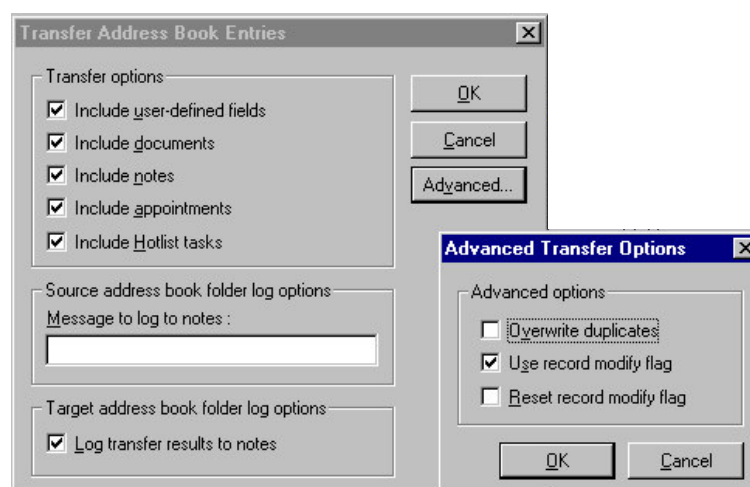 Transfer Address Book Entries
Transfer options
Include user-defined fields
Include documents
Include notes
Include appointments
Include Hotlist tasks
OK
Cancel
Advanced...
Source address book folder log options
Message to log to notes :
Target address book folder log options
Log transfer results to notes
Advanced Transfer Options
Advanced options
Overwrite duplicates
Use record modify flag
Reset record modify flag
OK
Cancel